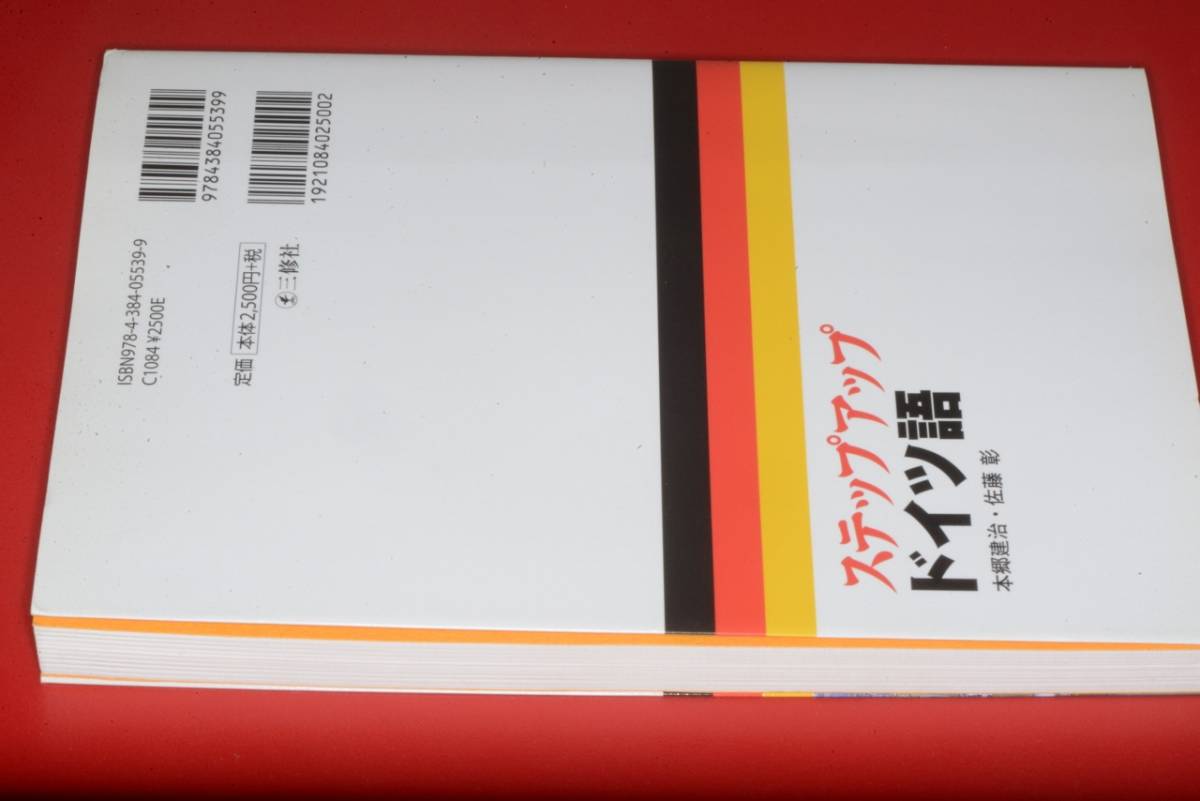 9784384055399
1921084025002
ISBN978-4-384-05539-9
C1084 ¥2500E
定価 本体2,500円+税
三修社
ステップアップ
ドイツ語
本郷建治・佐藤 彰